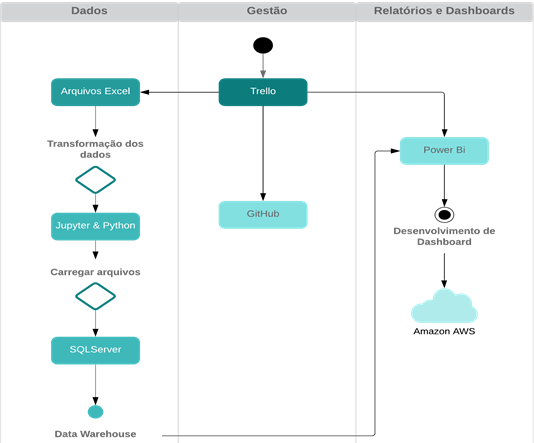 Dados
Gestão
Relatórios e Dashboards
Arquivos Excel
Trello
Transformação dos
dados
Power Bi
Jupyter & Python
GitHub
Desenvolvimento de
Dashboard
Carregar arquivos
Amazon AWS
SQLServer
Data Warehouse